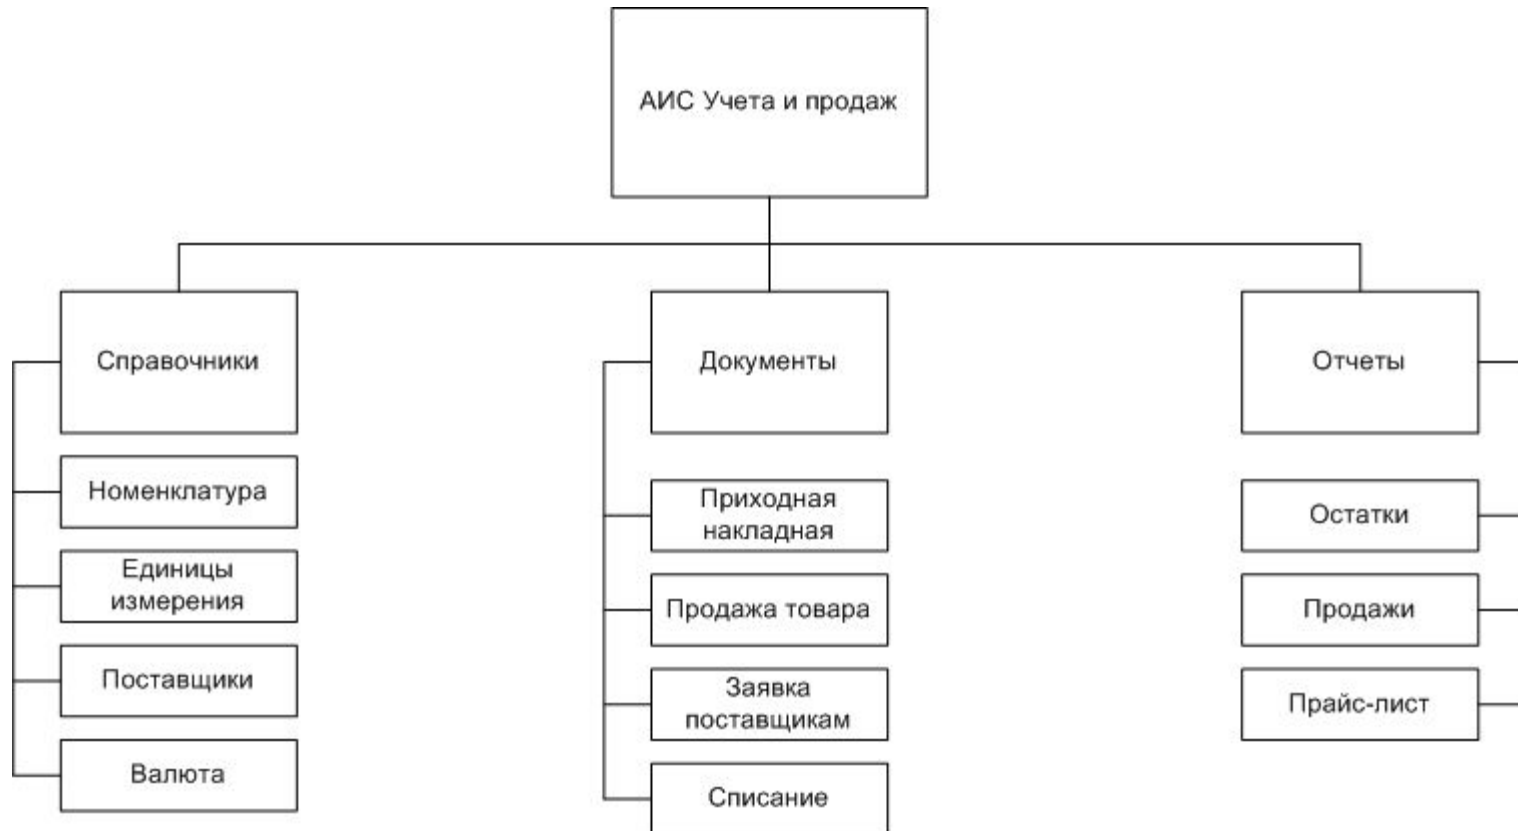 АИС Учета и продаж
Справочники
Документы
Отчеты
Номенклатура
Единицы
измерения
Поставщики
Валюта
Приходная
накладная
Продажа товара
Заявка
поставщикам
Списание
Остатки
Продажи
Прайс-лист